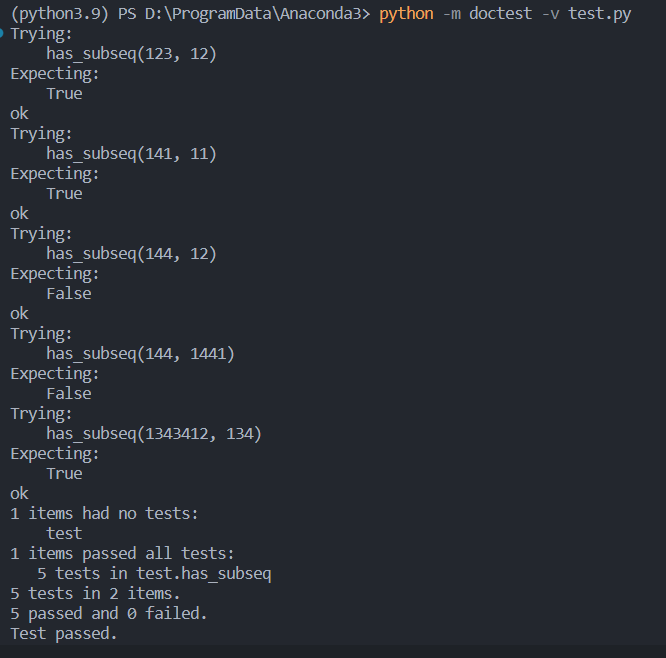 (python3.9) PS D:\ProgramData\Anaconda3> python -m doctest -v test.py
Trying:
    has_subseq(123, 12)
Expecting:
    True
ok
Trying:
    has_subseq(141, 11)
Expecting:
    True
ok
Trying:
    has_subseq(144, 12)
Expecting:
    False
ok
Trying:
    has_subseq(144, 1441)
Expecting:
    False
Trying:
    has_subseq(1343412, 134)
Expecting:
    True
ok
1 items had no tests:
    test
1 items passed all tests:
   5 tests in test.has_subseq
5 tests in 2 items.
5 passed and 0 failed.
Test passed.